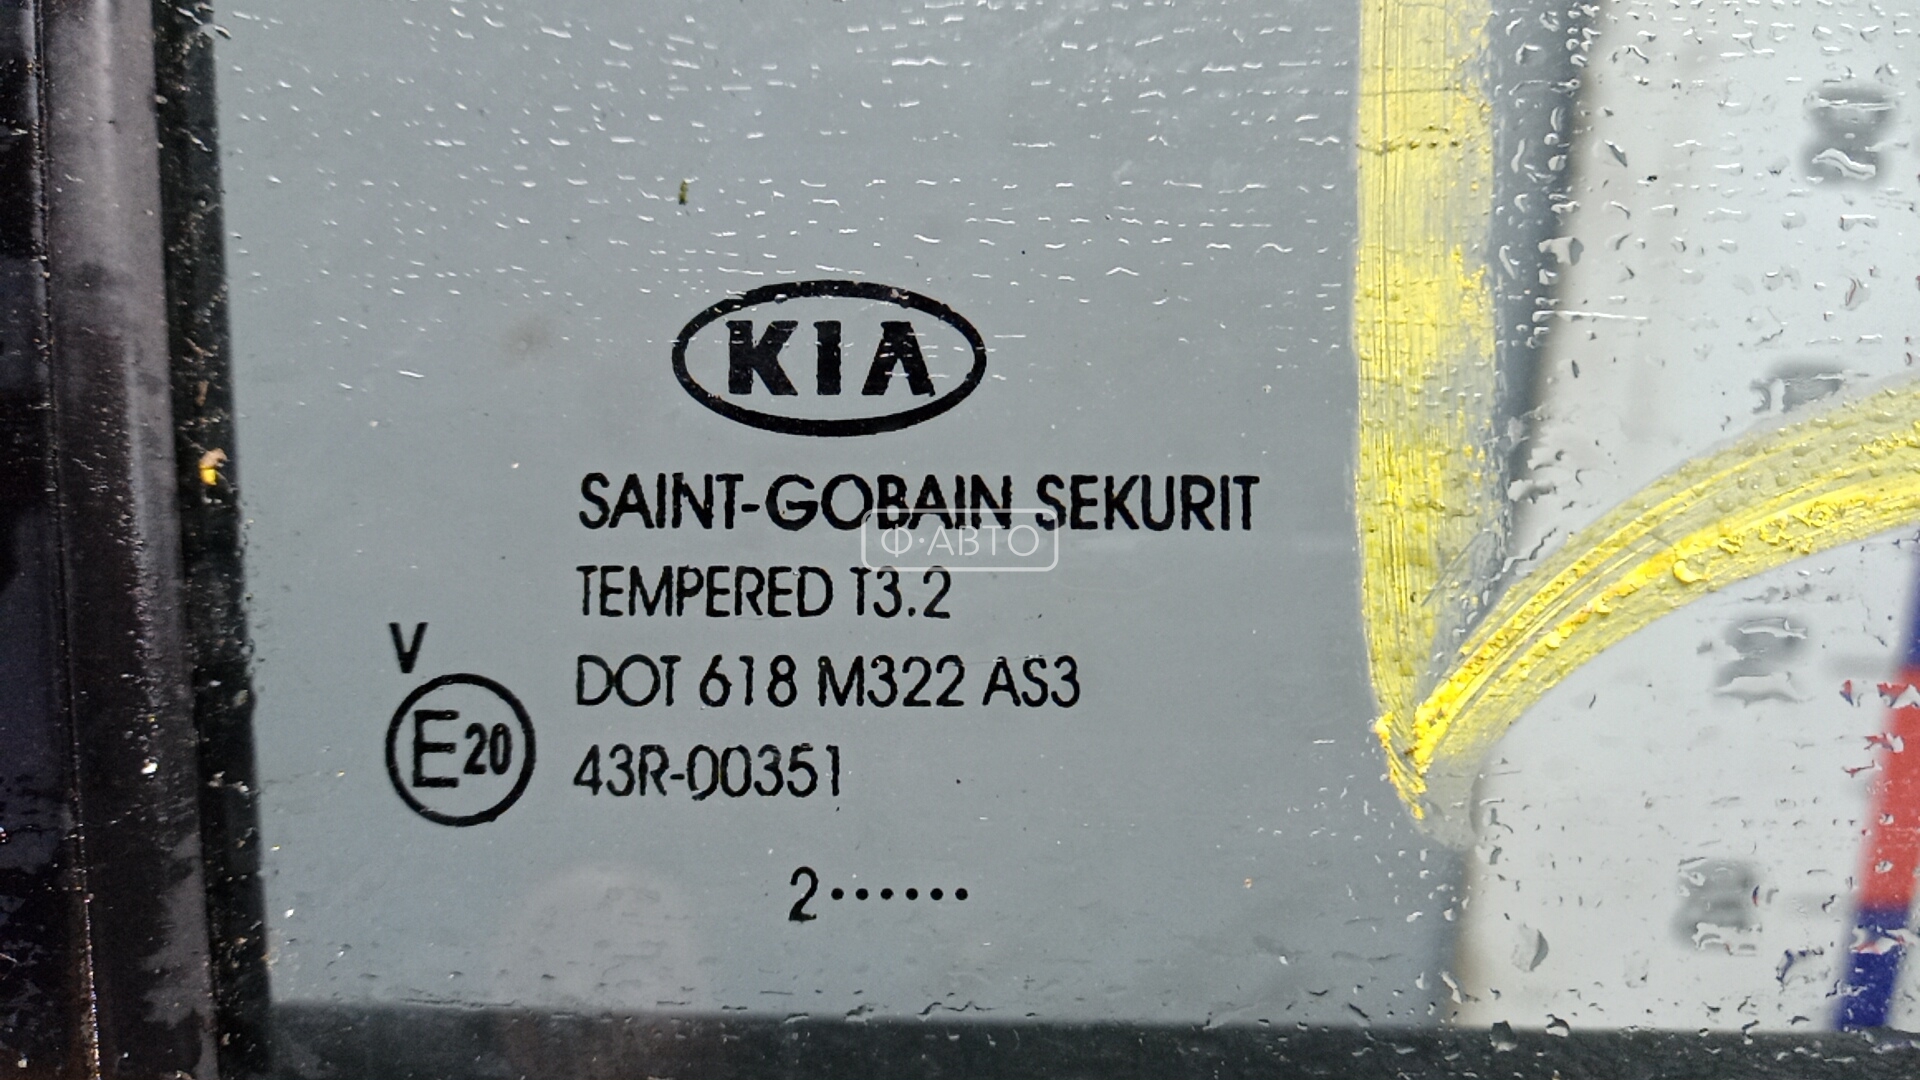 KIA
SAINT-GOBAIN SEKURIT
Ф·АВТО
TEMPERED T3.2
V
DOT 618 M322 AS3
E20
43R-00351
2······